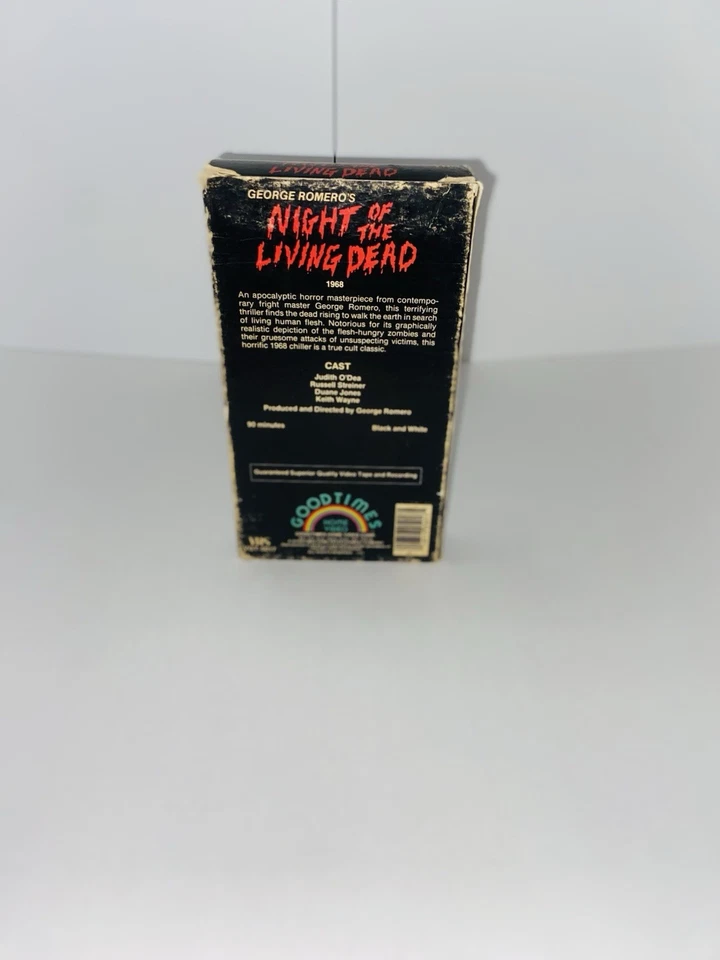 LIVING DEAD
GEORGE ROMERO'S
NIGHT OF THE
LIVING DEAD
1968
An apocalyptic horror masterpiece from contempo-
rary fright master George Romero, this terrifying
thriller finds the dead rising to walk the earth in search
of living human flesh. Notorious for its graphically
realistic depiction of the flesh-hungry zombies and
their gruesome attacks of unsuspecting victims, this
horrific 1968 chiller is a true cult classic.
CAST
Judith O'Dea
Russell Streiner
Duane Jones
Keith Wayne
Produced and Directed by George Romero
90 minutes Black and White
Guaranteed Superior Quality Video Tape and Recording
GOODTIMES
HOME
VIDEO
VHS